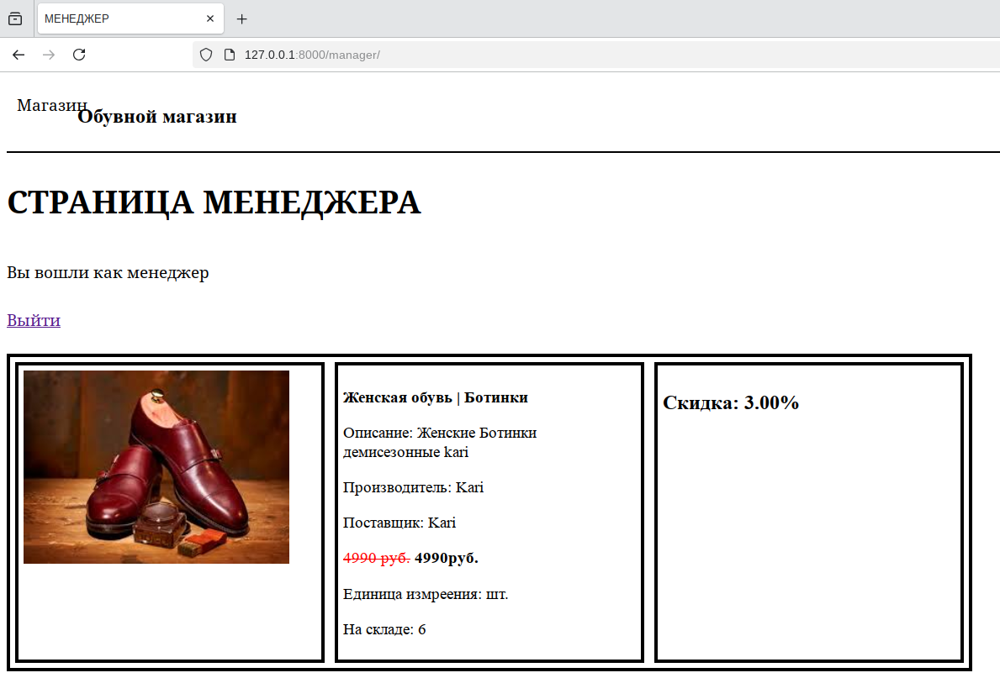 МЕНЕДЖЕР
127.0.0.1:8000/manager/
Магазин
Обувной магазин
СТРАНИЦА МЕНЕДЖЕРА
Вы вошли как менеджер
Выйти
Женская обувь | Ботинки
Описание: Женские Ботинки
демисезонные kari
Производитель: Kari
Поставщик: Kari
4990 руб. 4990руб.
Единица измреения: шт.
На складе: 6
Скидка: 3.00%